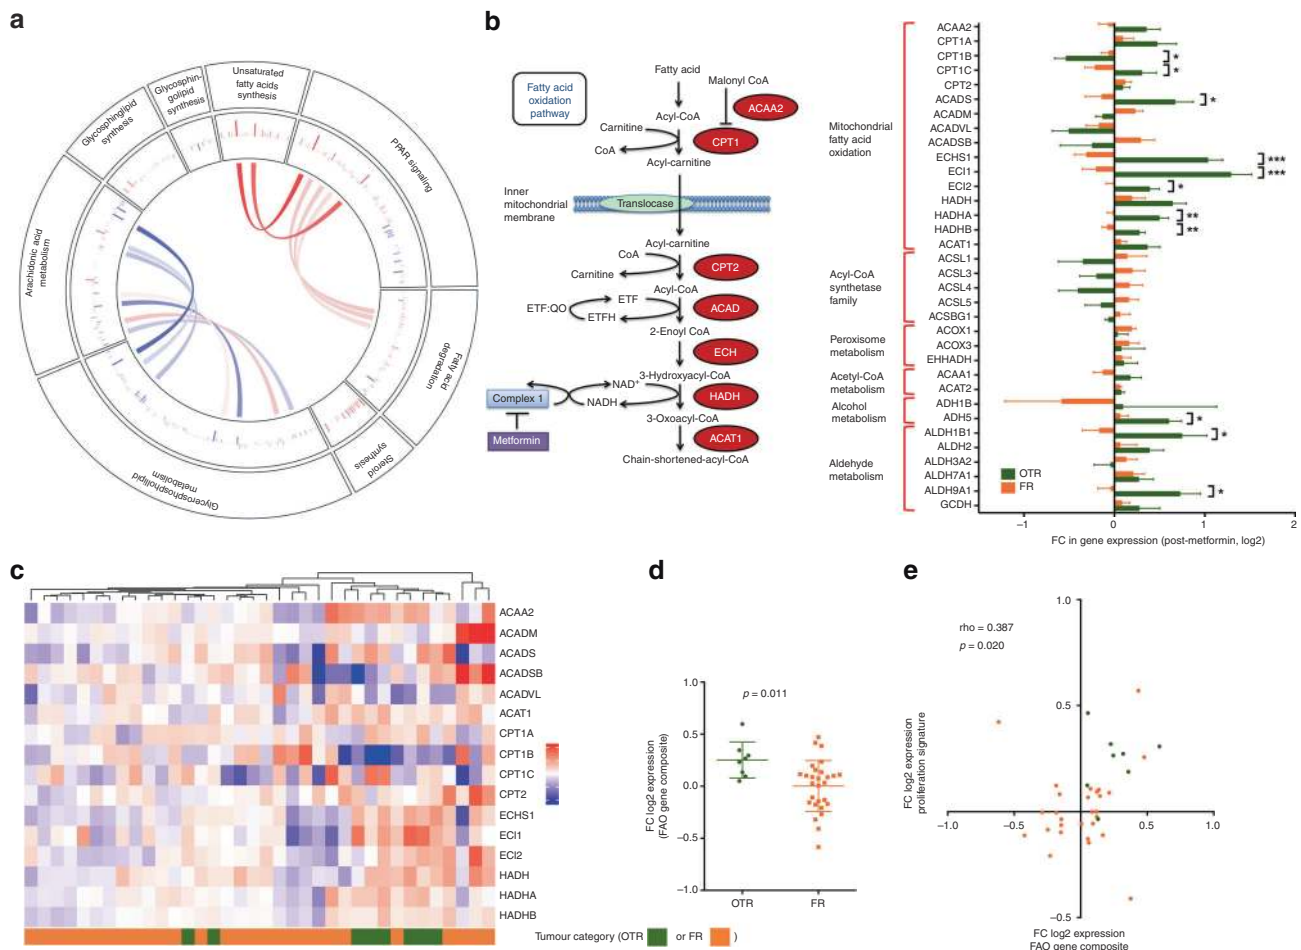 a
Unsaturated
fatty acids
synthesis
Glycosphin-
golipid
synthesis
Glycosphinglipid
synthesis
PPAR signaling
Arachidonic acid
metabolism
Fatty acid
degradation
Steroid
synthesis
Glycerophospholipid
metabolism
b
Fatty acid
oxidation
pathway
Fatty acid
Malonyl CoA
ACAA2
Acyl-CoA
Carnitine
CPT1
CoA
Acyl-carnitine
Inner
mitochondrial
membrane
Translocase
Acyl-carnitine
CoA
CPT2
Carnitine
Acyl-CoA
ETF:QO
ETF
ACAD
ETFH
2-Enoyl CoA
ECH
3-Hydroxyacyl-CoA
NAD+
Complex 1
NADH
HADH
3-Oxoacyl-CoA
Metformin
ACAT1
Chain-shortened-acyl-CoA
Mitochondrial
fatty acid
oxidation
Acyl-CoA
synthetase
family
Peroxisome
metabolism
Acetyl-CoA
metabolism
Alcohol
metabolism
Aldehyde
metabolism
ACAA2
CPT1A
CPT1B *
CPT1C *
CPT2
ACADS *
ACADM
ACADVL
ACADSB
ECHS1 ***
ECI1 ***
ECI2 *
HADH
HADHA **
HADHB **
ACAT1
ACSL1
ACSL3
ACSL4
ACSL5
ACSBG1
ACOX1
ACOX3
EHHADH
ACAA1
ACAT2
ADH1B
ADH5 *
ALDH1B1 *
ALDH2
ALDH3A2
ALDH7A1
ALDH9A1 *
GCDH
OTR
FR
−1 0 1 2
FC in gene expression (post-metformin, log2)
c
ACAA2
ACADM
ACADS
ACADSB
ACADVL
ACAT1
CPT1A
CPT1B
CPT1C
CPT2
ECHS1
ECI1
ECI2
HADH
HADHA
HADHB
Tumour category (OTR or FR )
d
p = 0.011
1.0
0.5
0.0
−0.5
−1.0
FC log2 expression
(FAO gene composite)
OTR FR
e
rho = 0.387
p = 0.020
1.0
0.5
−1.0 −0.5 0.5 1.0
−0.5
FC log2 expression
proliferation signature
FC log2 expression
FAO gene composite